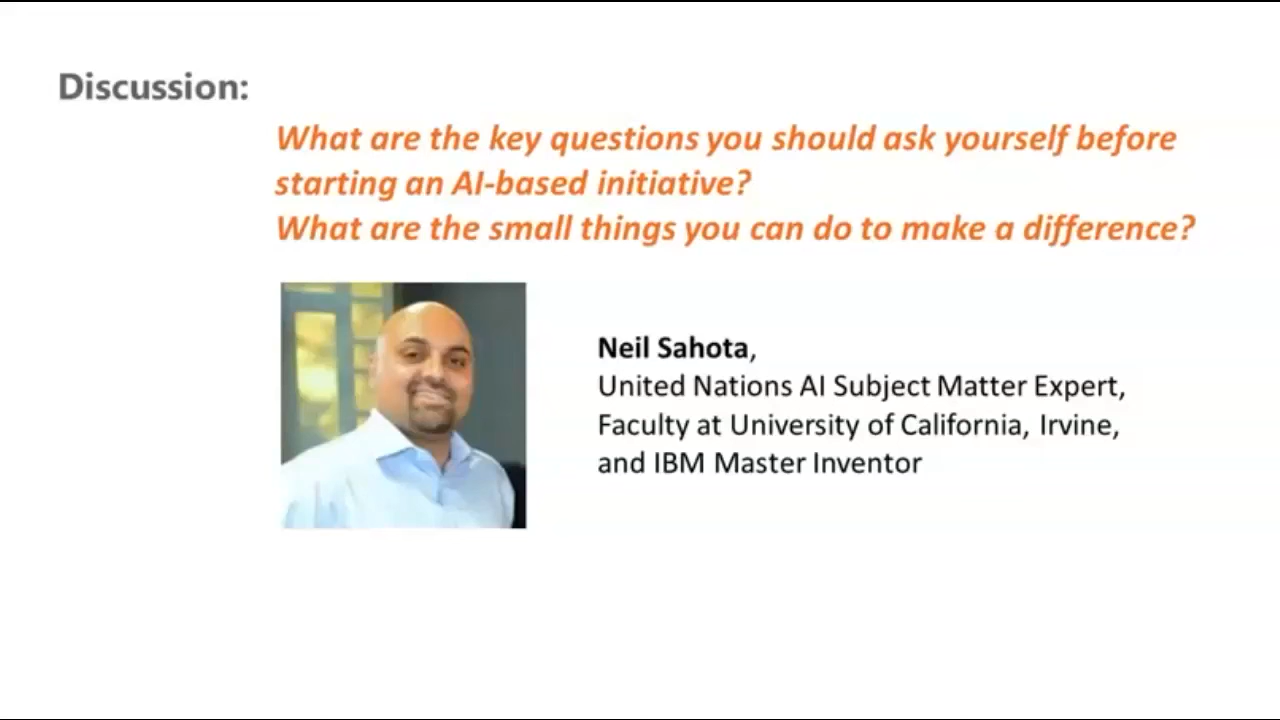 Discussion:
What are the key questions you should ask yourself before
starting an AI-based initiative?
What are the small things you can do to make a difference?
Neil Sahota,
United Nations AI Subject Matter Expert,
Faculty at University of California, Irvine,
and IBM Master Inventor